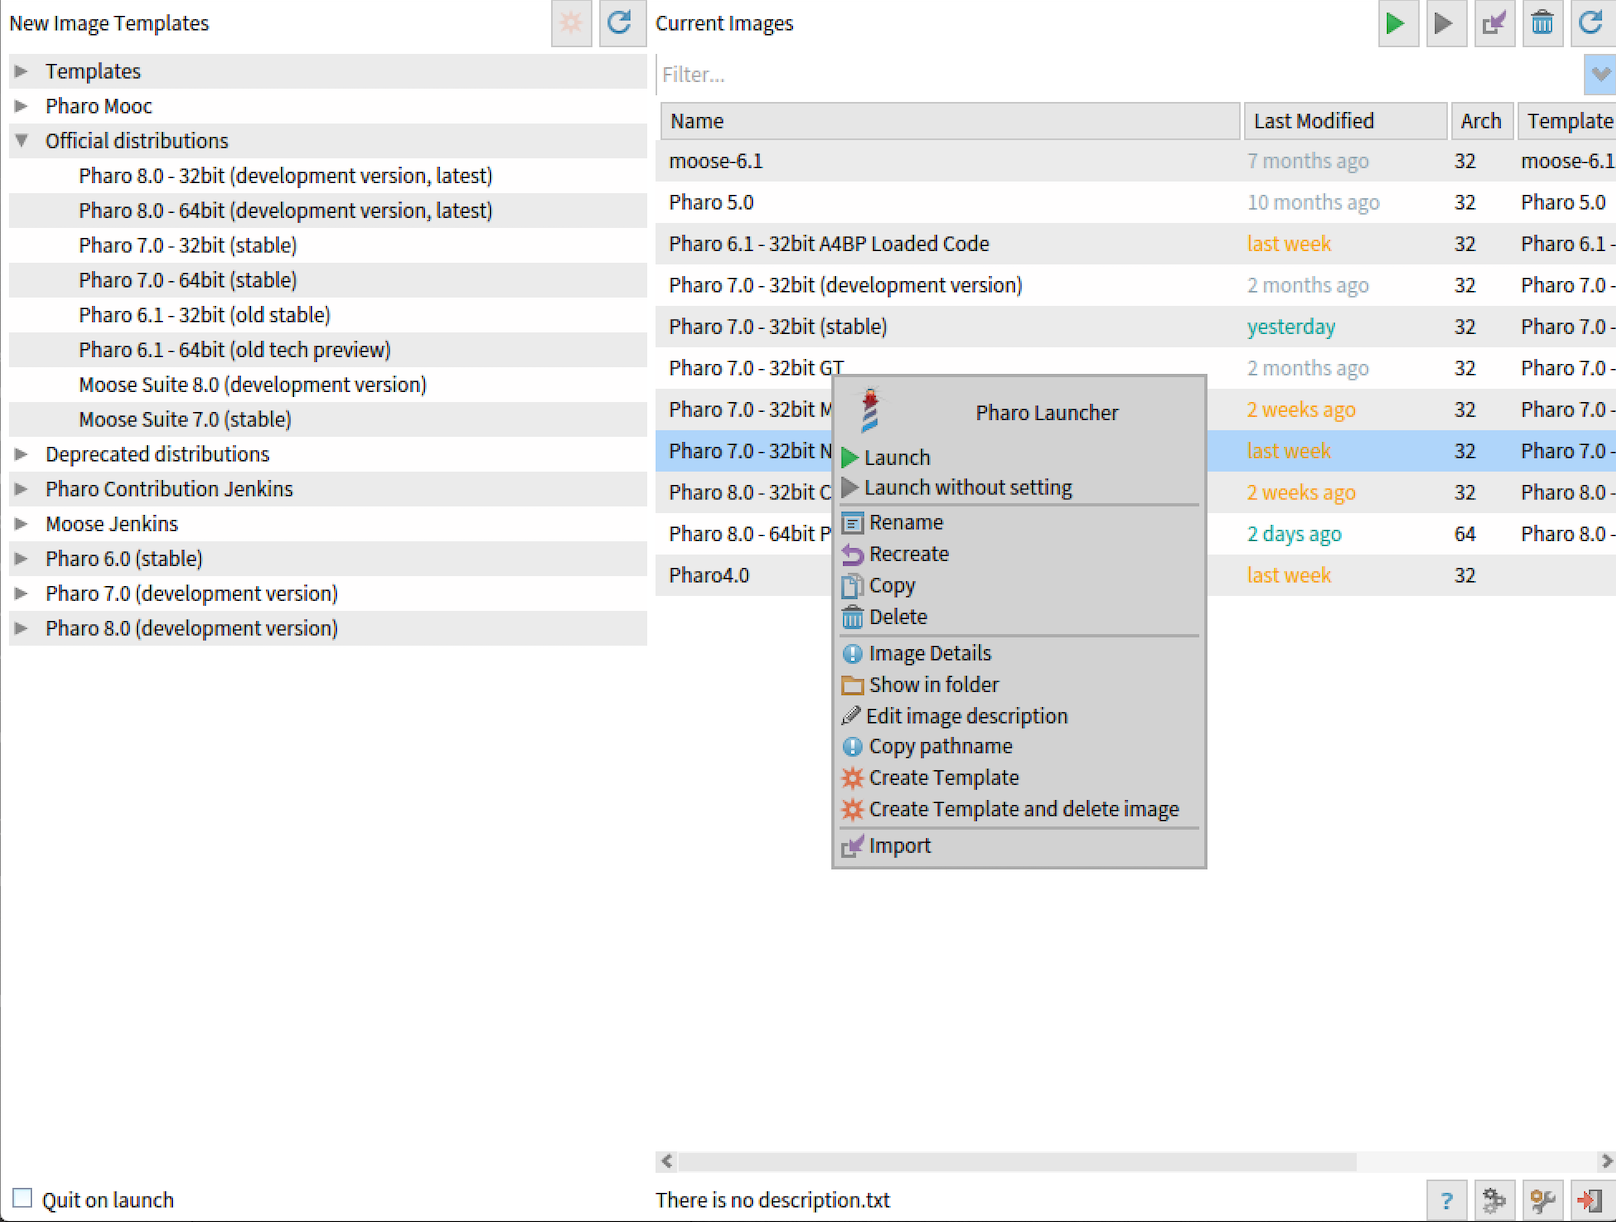 New Image Templates
Templates
Pharo Mooc
Official distributions
Pharo 8.0 - 32bit (development version, latest)
Pharo 8.0 - 64bit (development version, latest)
Pharo 7.0 - 32bit (stable)
Pharo 7.0 - 64bit (stable)
Pharo 6.1 - 32bit (old stable)
Pharo 6.1 - 64bit (old tech preview)
Moose Suite 8.0 (development version)
Moose Suite 7.0 (stable)
Deprecated distributions
Pharo Contribution Jenkins
Moose Jenkins
Pharo 6.0 (stable)
Pharo 7.0 (development version)
Pharo 8.0 (development version)
Quit on launch
Current Images
Filter...
Name Last Modified Arch Template
moose-6.1 7 months ago 32 moose-6.1
Pharo 5.0 10 months ago 32 Pharo 5.0
Pharo 6.1 - 32bit A4BP Loaded Code last week 32 Pharo 6.1 -
Pharo 7.0 - 32bit (development version) 2 months ago 32 Pharo 7.0 -
Pharo 7.0 - 32bit (stable) yesterday 32 Pharo 7.0 -
Pharo 7.0 - 32bit GT 2 months ago 32 Pharo 7.0 -
Pharo 7.0 - 32bit M 2 weeks ago 32 Pharo 7.0 -
Pharo 7.0 - 32bit N last week 32 Pharo 7.0 -
Pharo 8.0 - 32bit C 2 weeks ago 32 Pharo 8.0 -
Pharo 8.0 - 64bit P 2 days ago 64 Pharo 8.0 -
Pharo4.0 last week 32
Pharo Launcher
Launch
Launch without setting
Rename
Recreate
Copy
Delete
Image Details
Show in folder
Edit image description
Copy pathname
Create Template
Create Template and delete image
Import
There is no description.txt
?